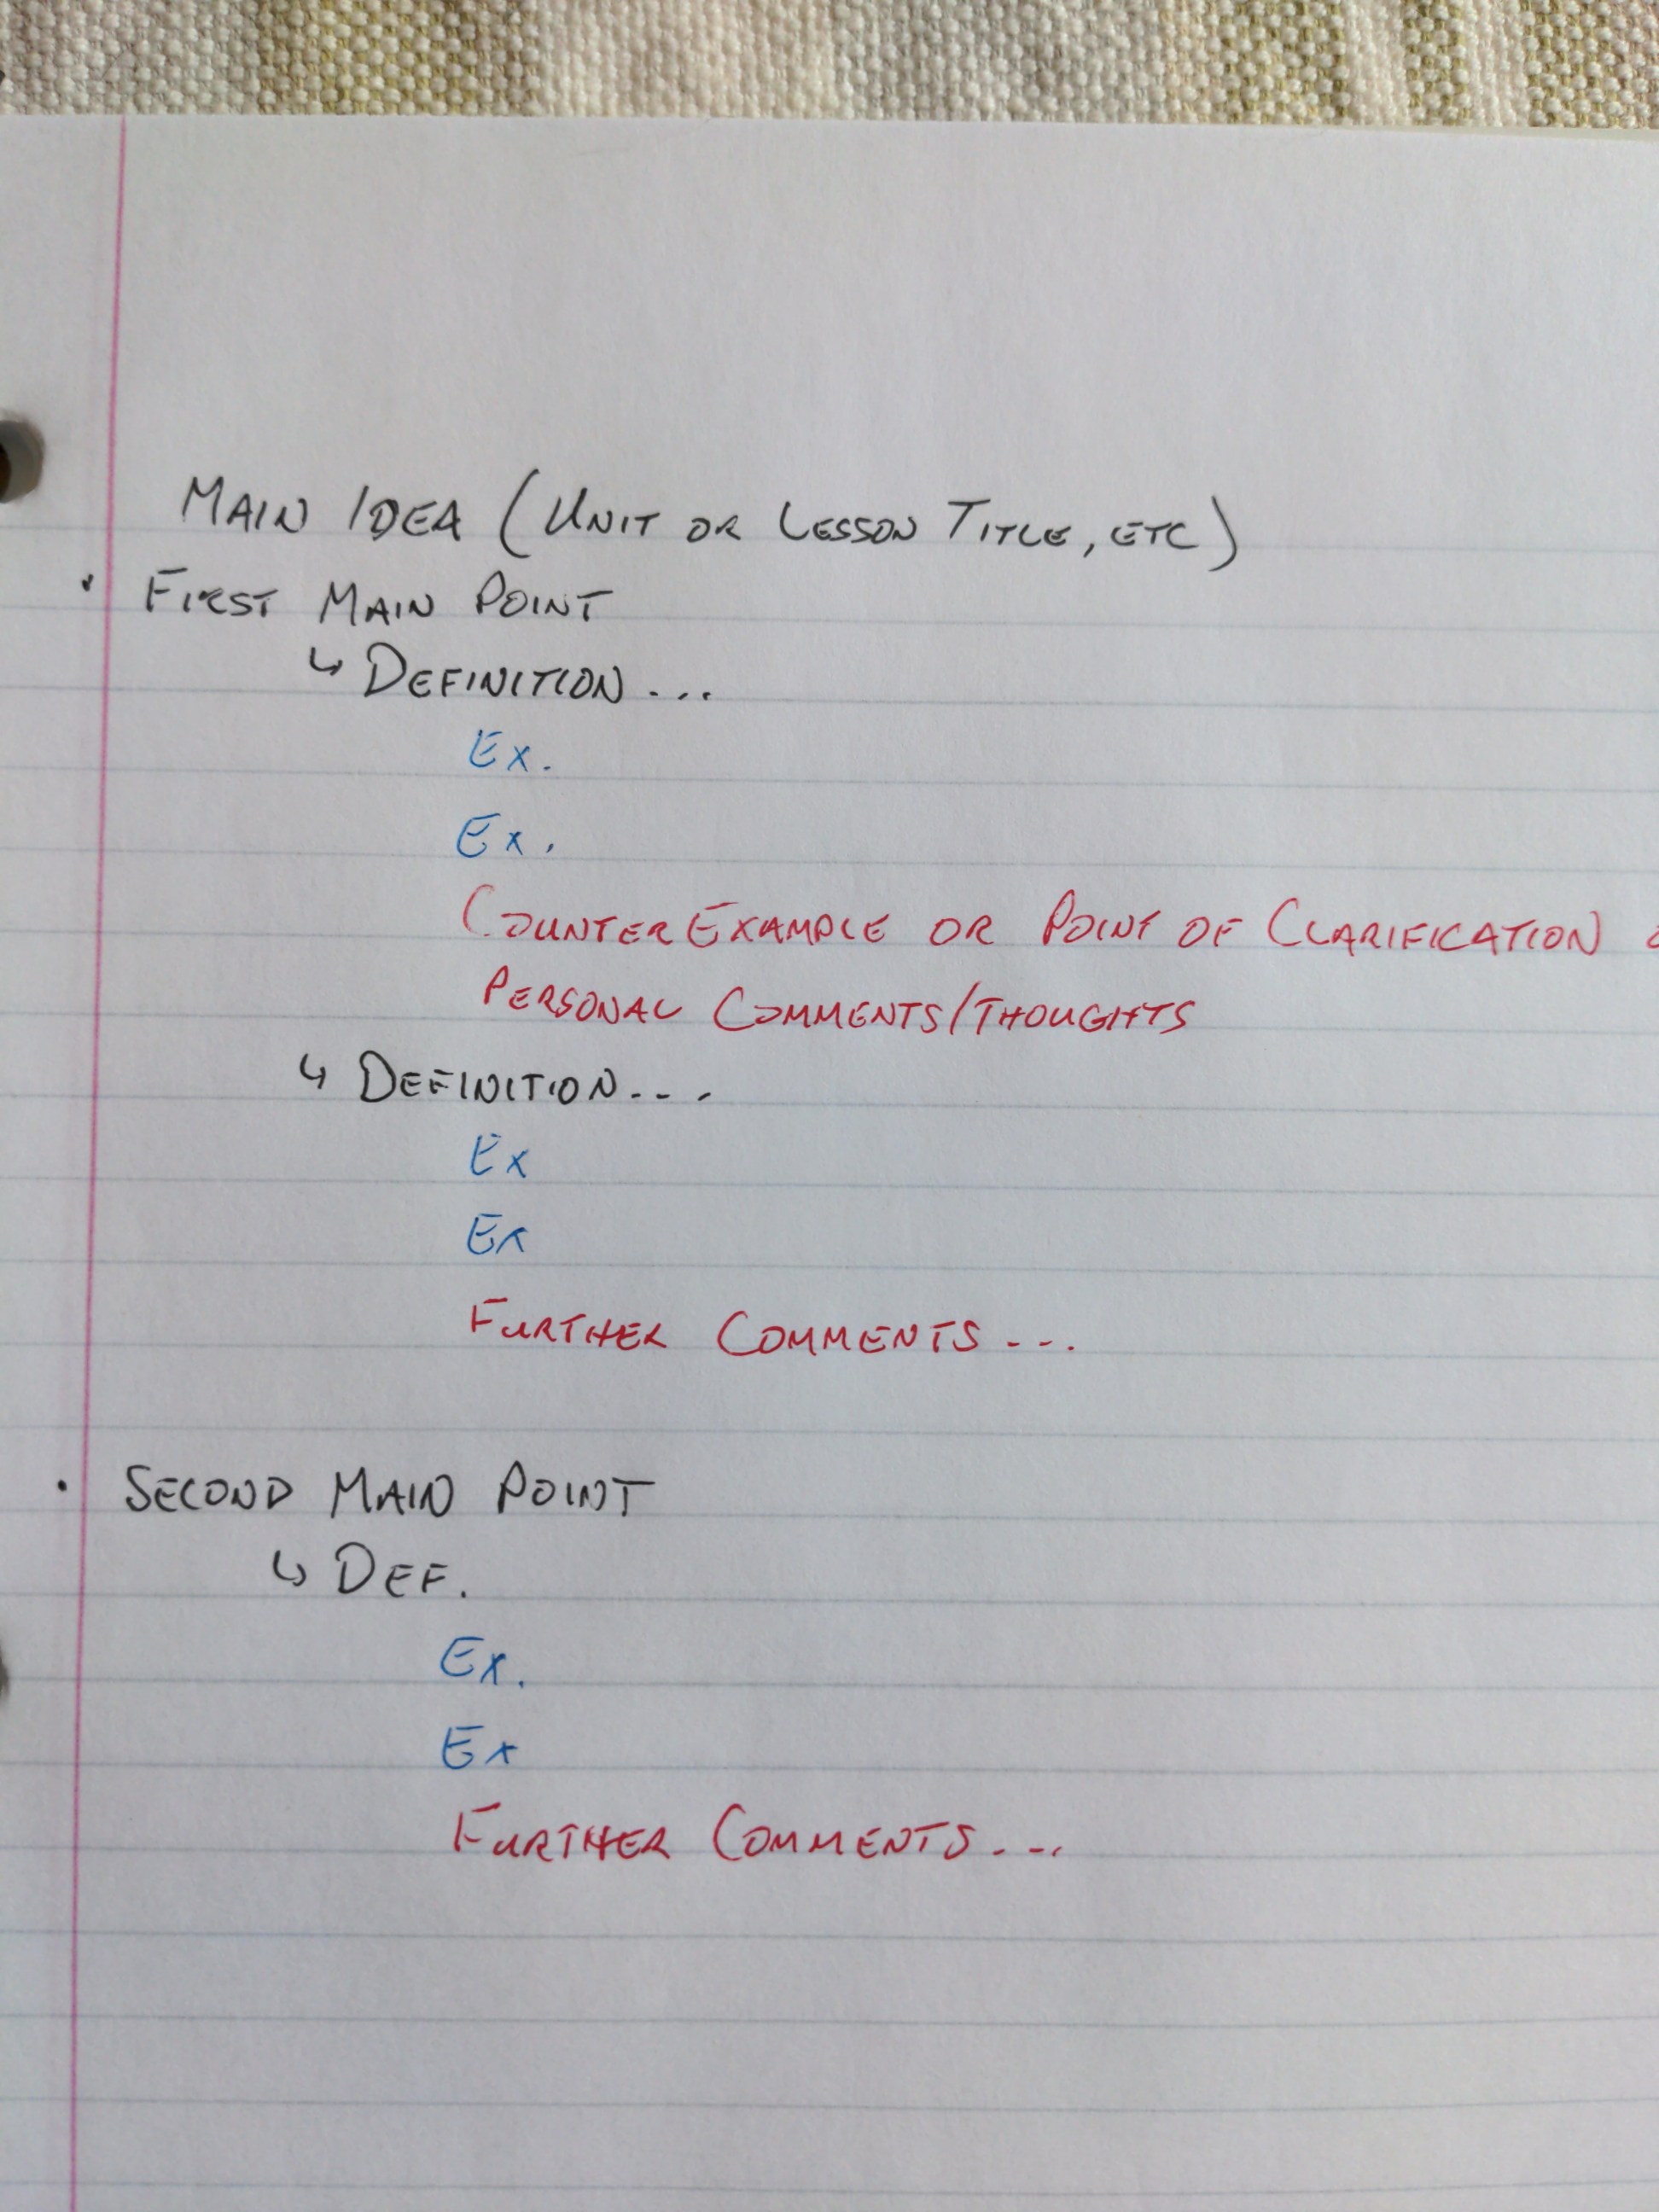 MAIN IDEA (UNIT OR LESSON TITLE, ETC)
· FIRST MAIN POINT
↳ DEFINITION...
EX.
EX.
COUNTER EXAMPLE OR POINT OF CLARIFICATION
PERSONAL COMMENTS/THOUGHTS
↳ DEFINITION....
EX
EX
FURTHER COMMENTS...
· SECOND MAIN POINT
↳ DEF.
EX.
EX
FURTHER COMMENTS...